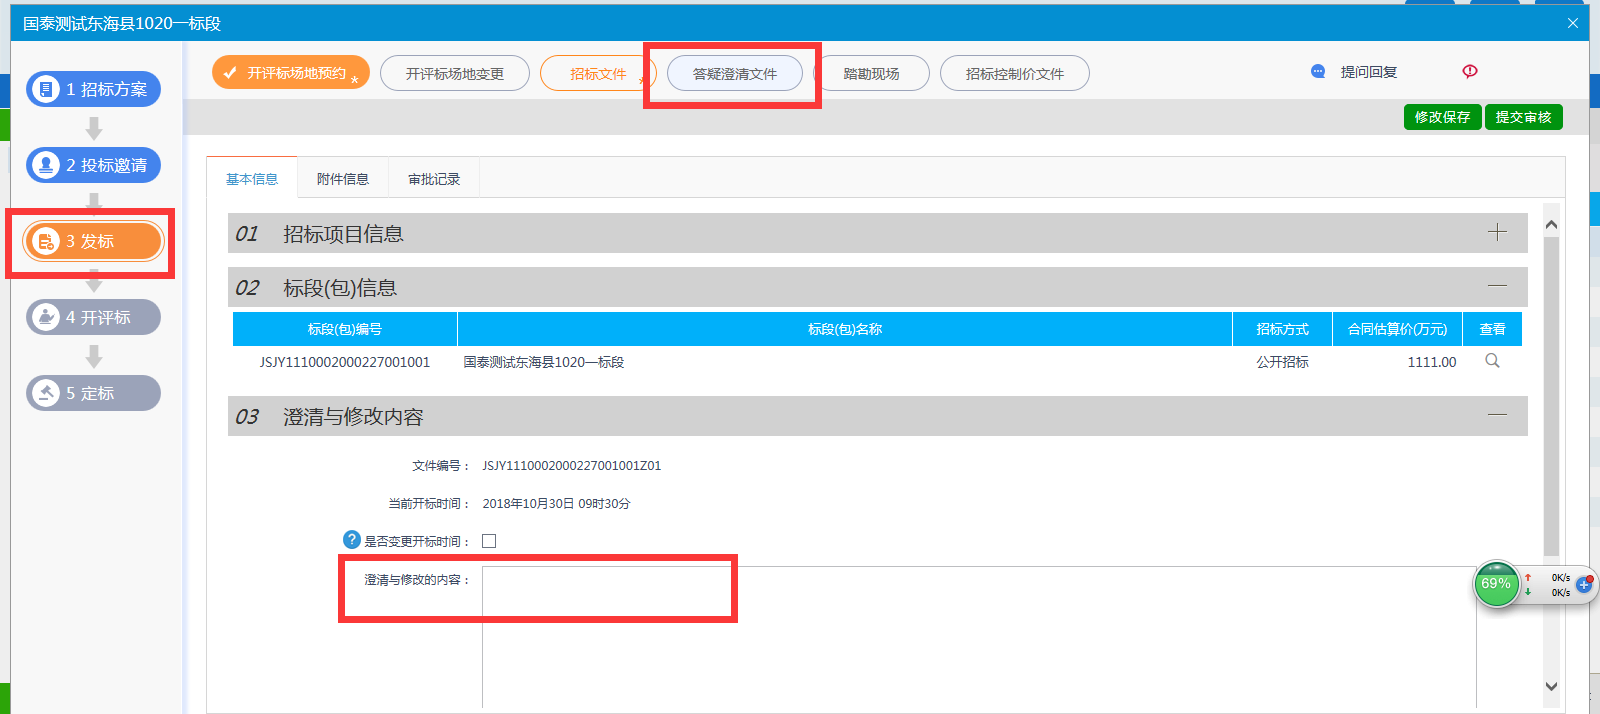 国泰测试东海县1020一标段
1 招标方案
2 投标邀请
3 发标
4 开评标
5 定标
开评标场地预约 *
开评标场地变更
招标文件 *
答疑澄清文件
踏勘现场
招标控制价文件
提问回复
修改保存
提交审核
基本信息
附件信息
审批记录
01 招标项目信息
02 标段(包)信息
标段(包)编号 标段(包)名称 招标方式 合同估算价(万元) 查看
JSJY1110002000227001001 国泰测试东海县1020一标段 公开招标 1111.00
03 澄清与修改内容
文件编号： JSJY1110002000227001001Z01
当前开标时间： 2018年10月30日 09时30分
? 是否变更开标时间：
澄清与修改的内容：
69%
0K/s
0K/s